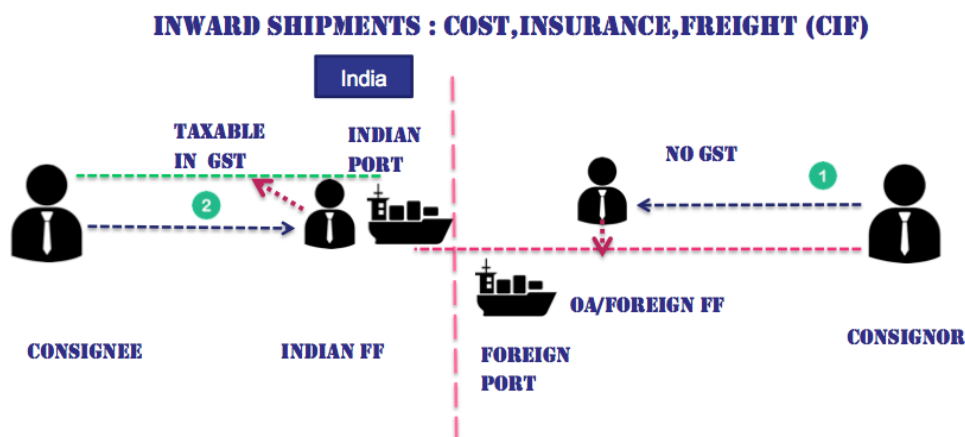 INWARD SHIPMENTS : COST,INSURANCE,FREIGHT (CIF)
India
TAXABLE
IN GST
INDIAN
PORT
NO GST
1
2
OA/FOREIGN FF
CONSIGNEE
INDIAN FF
FOREIGN
PORT
CONSIGNOR